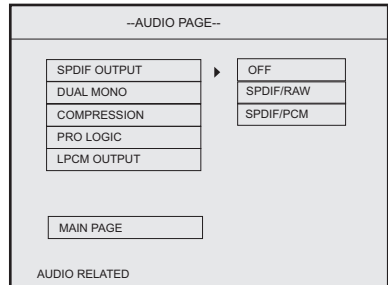 --AUDIO PAGE--
SPDIF OUTPUT
OFF
DUAL MONO
SPDIF/RAW
COMPRESSION
SPDIF/PCM
PRO LOGIC
LPCM OUTPUT
MAIN PAGE
AUDIO RELATED